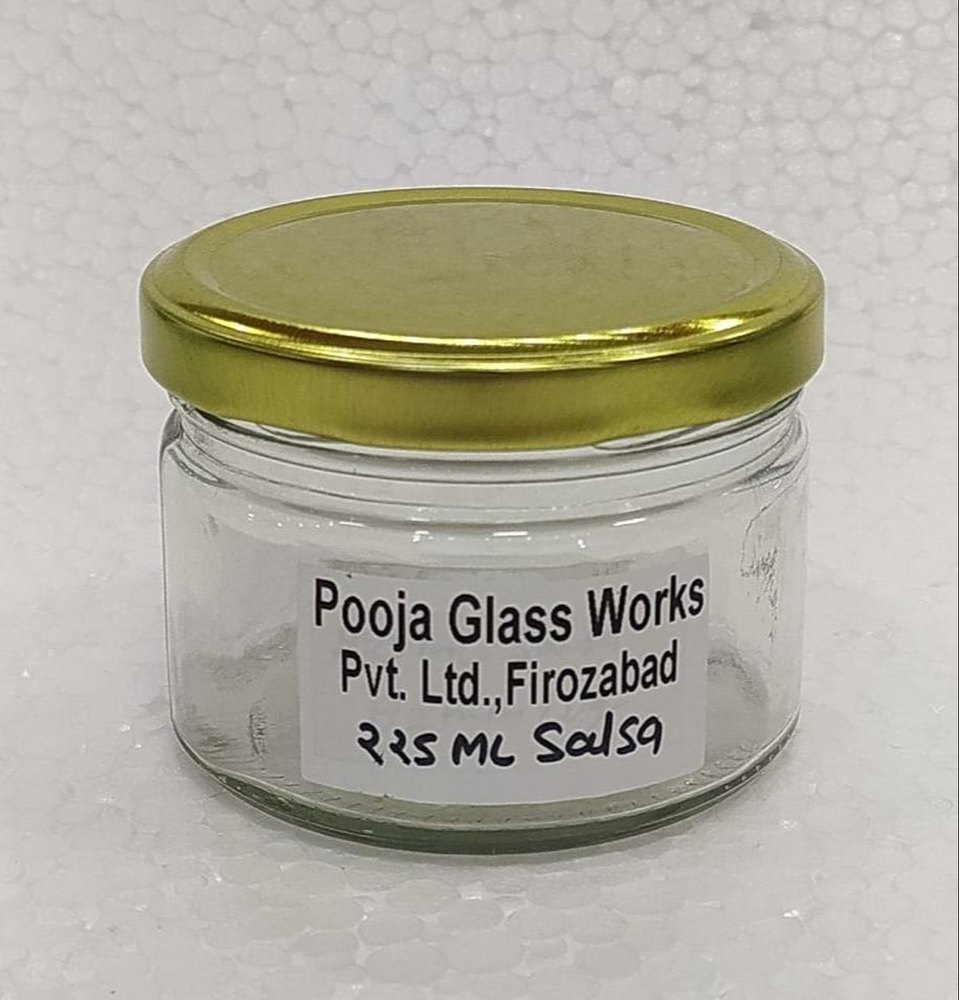 Pooja Glass Works
Pvt. Ltd.,Firozabad
225 ML Salsa